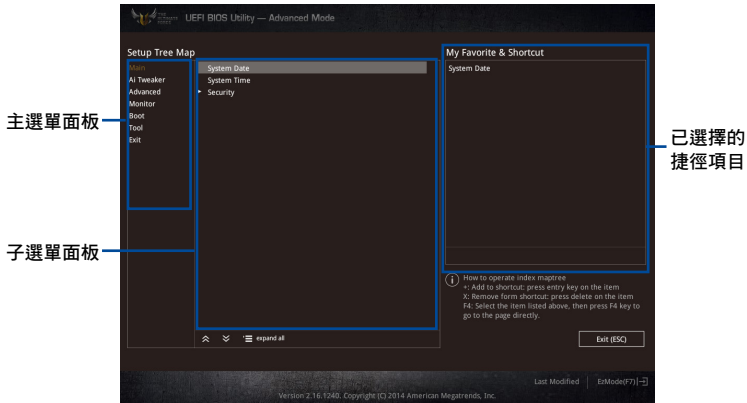 THE ULTIMATE FORCE
UEFI BIOS Utility — Advanced Mode
Setup Tree Map
My Favorite & Shortcut
Main
Ai Tweaker
Advanced
Monitor
Boot
Tool
Exit
System Date
System Time
Security
System Date
主選單面板
子選單面板
已選擇的
捷徑項目
How to operate index maptree
+: Add to shortcut: press entry key on the item
X: Remove form shortcut: press delete on the item
F4: Select the item listed above, then press F4 key to
go to the page directly.
expand all
Exit (ESC)
Last Modified
EzMode(F7)
Version 2.16.1240. Copyright (C) 2014 American Megatrends, Inc.